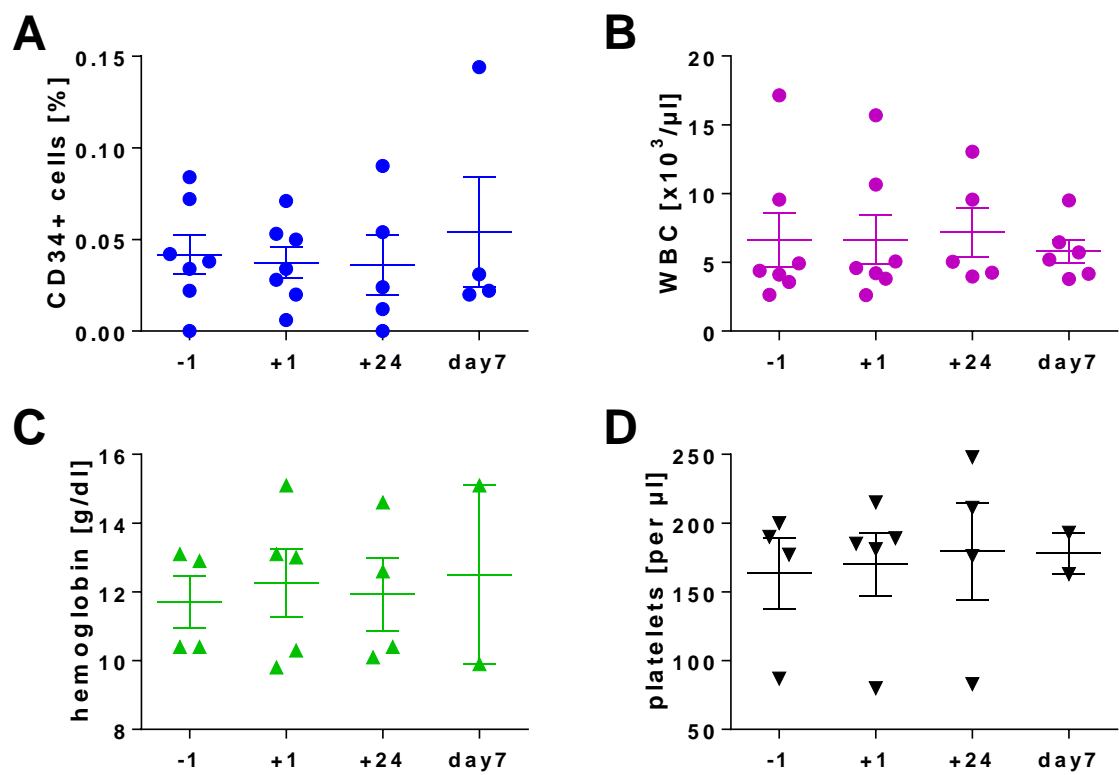 A
CD34+ cells [%]
0.15
0.10
0.05
0.00
-1 +1 +24 day7
B
WBC [x10³/µl]
20
15
10
5
0
-1 +1 +24 day7
C
hemoglobin [g/dl]
16
14
12
10
8
-1 +1 +24 day7
D
platelets [per µl]
250
200
150
100
50
-1 +1 +24 day7